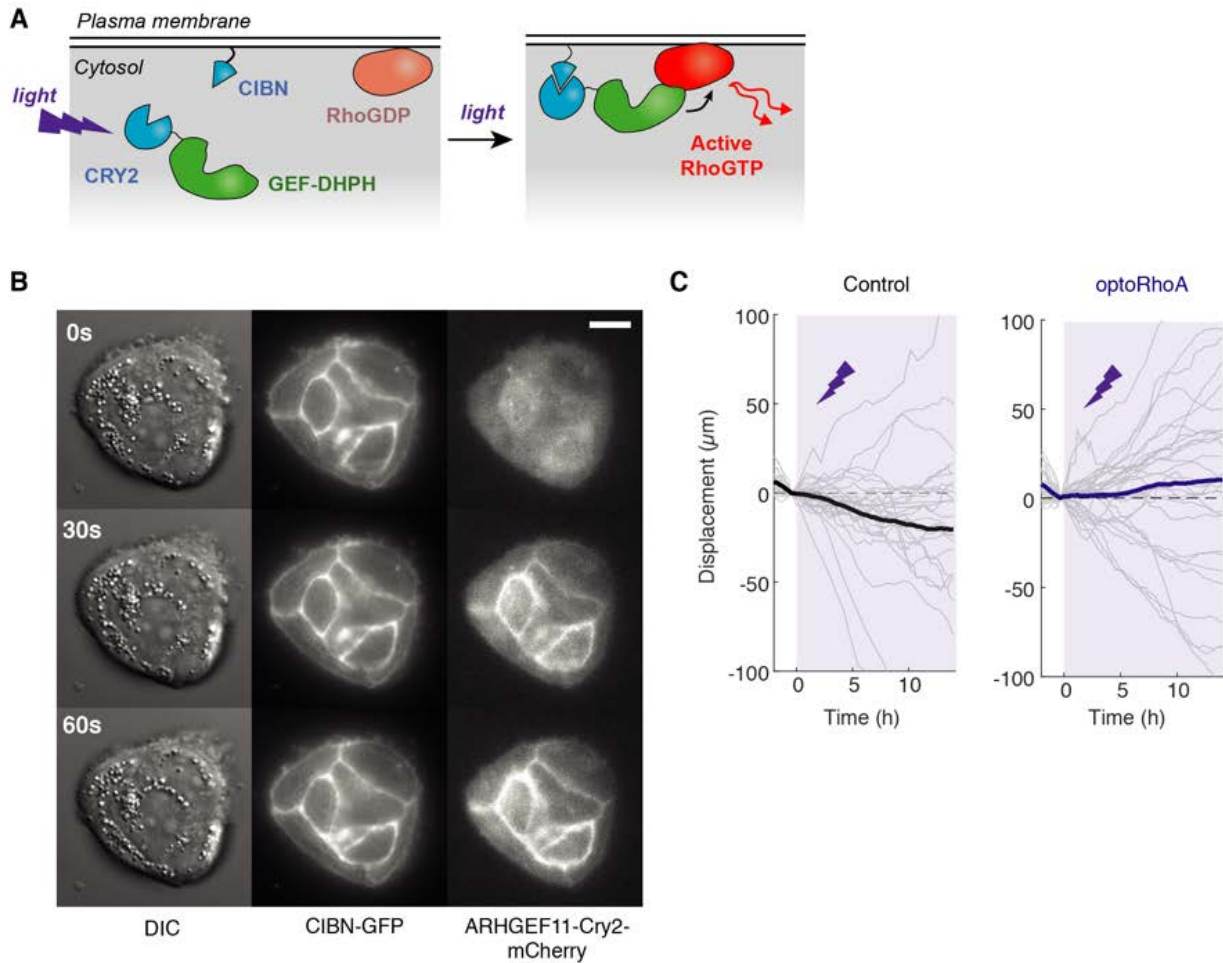 A
Plasma membrane
Cytosol
light
CIBN
RhoGDP
CRY2
GEF-DHPH
light
Active
RhoGTP
B
0s
30s
60s
DIC
CIBN-GFP
ARHGEF11-Cry2-
mCherry
C
Control
optoRhoA
Displacement (µm)
100
50
0
-50
-100
0
5
10
Time (h)
100
50
0
-50
-100
0
5
10
Time (h)